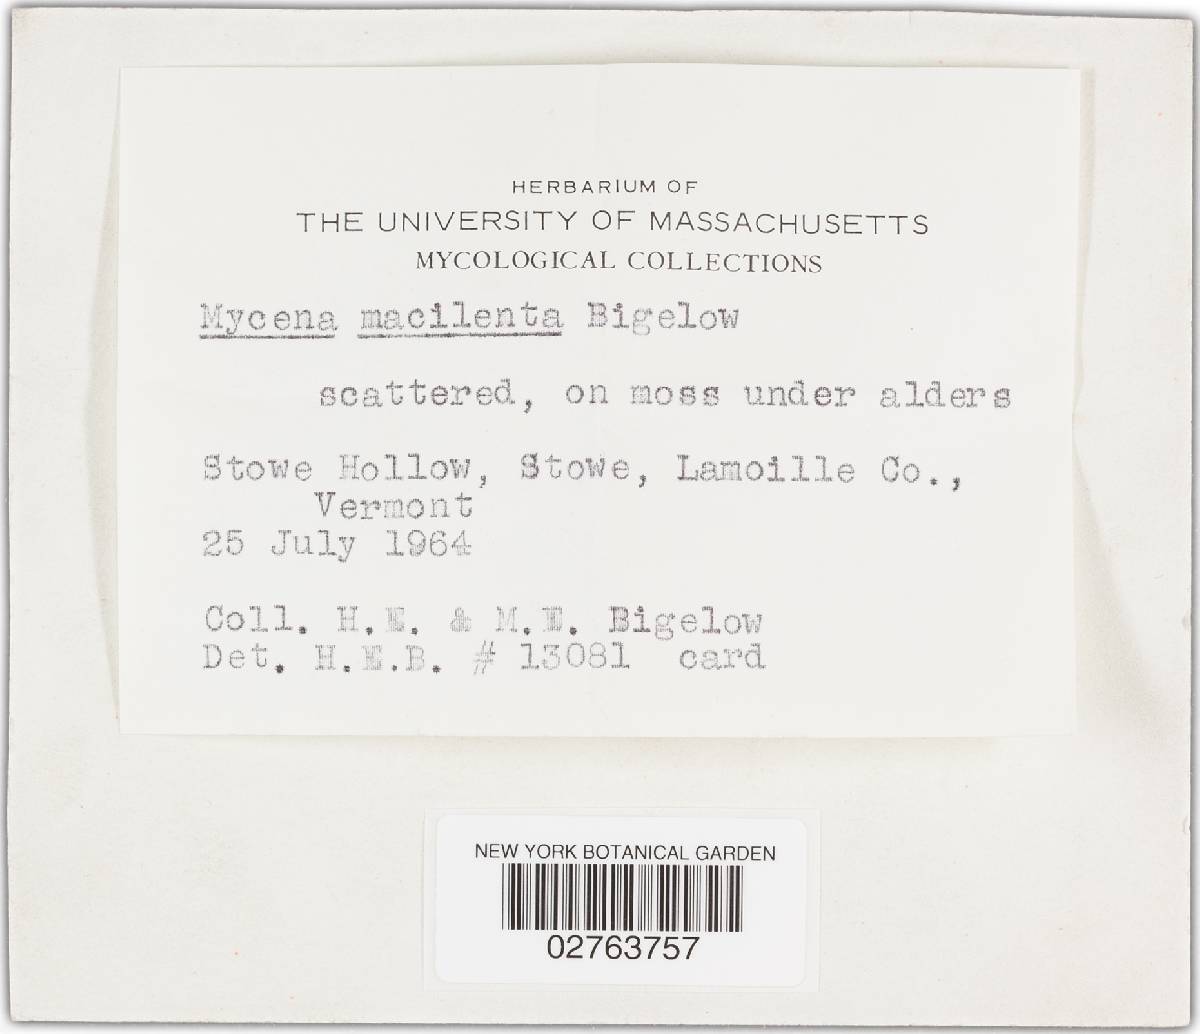 HERBARIUM OF
THE UNIVERSITY OF MASSACHUSETTS
MYCOLOGICAL COLLECTIONS
Mycena macilenta Bigelow
scattered, on moss under alders
Stowe Hollow, Stowe, Lamoille Co.,
Vermont
25 July 1964
Coll. H.E. & M.E. Bigelow
Det. H.E.B. # 13081 card
NEW YORK BOTANICAL GARDEN
02763757